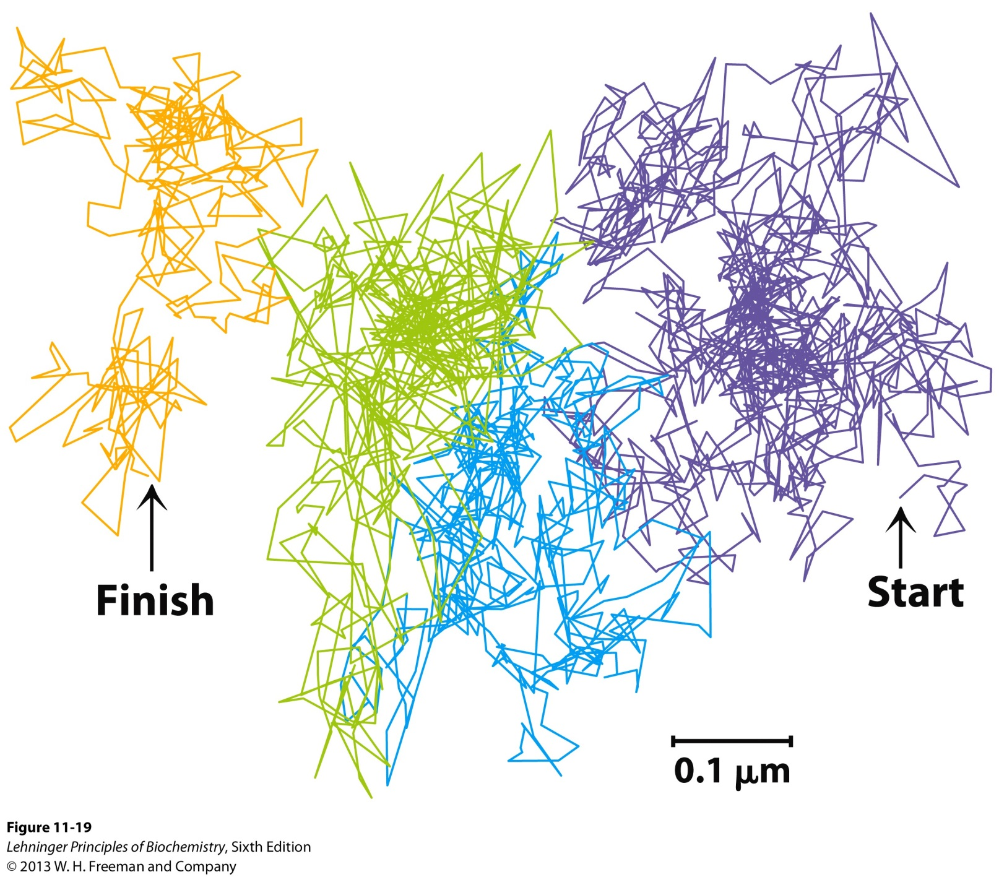 Finish
Start
0.1 μm
Figure 11-19
Lehninger Principles of Biochemistry, Sixth Edition
© 2013 W. H. Freeman and Company